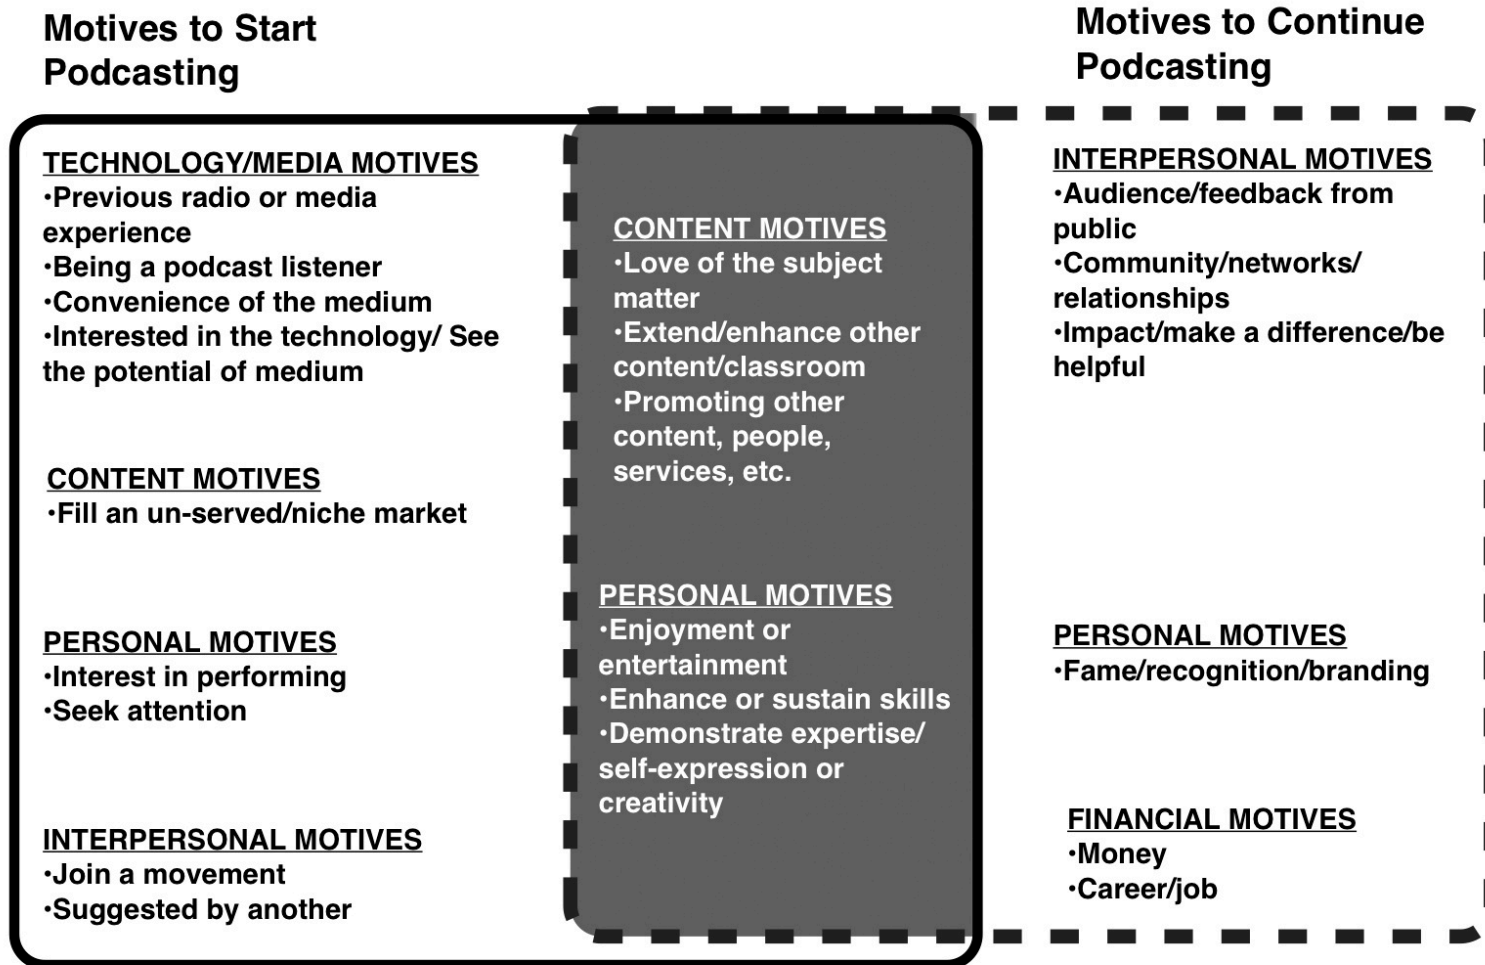 Motives to Start
Podcasting
TECHNOLOGY/MEDIA MOTIVES
•Previous radio or media
experience
•Being a podcast listener
•Convenience of the medium
•Interested in the technology/ See
the potential of medium
CONTENT MOTIVES
•Fill an un-served/niche market
PERSONAL MOTIVES
•Interest in performing
•Seek attention
INTERPERSONAL MOTIVES
•Join a movement
•Suggested by another
CONTENT MOTIVES
•Love of the subject
matter
•Extend/enhance other
content/classroom
•Promoting other
content, people,
services, etc.
PERSONAL MOTIVES
•Enjoyment or
entertainment
•Enhance or sustain skills
•Demonstrate expertise/
self-expression or
creativity
Motives to Continue
Podcasting
INTERPERSONAL MOTIVES
•Audience/feedback from
public
•Community/networks/
relationships
•Impact/make a difference/be
helpful
PERSONAL MOTIVES
•Fame/recognition/branding
FINANCIAL MOTIVES
•Money
•Career/job